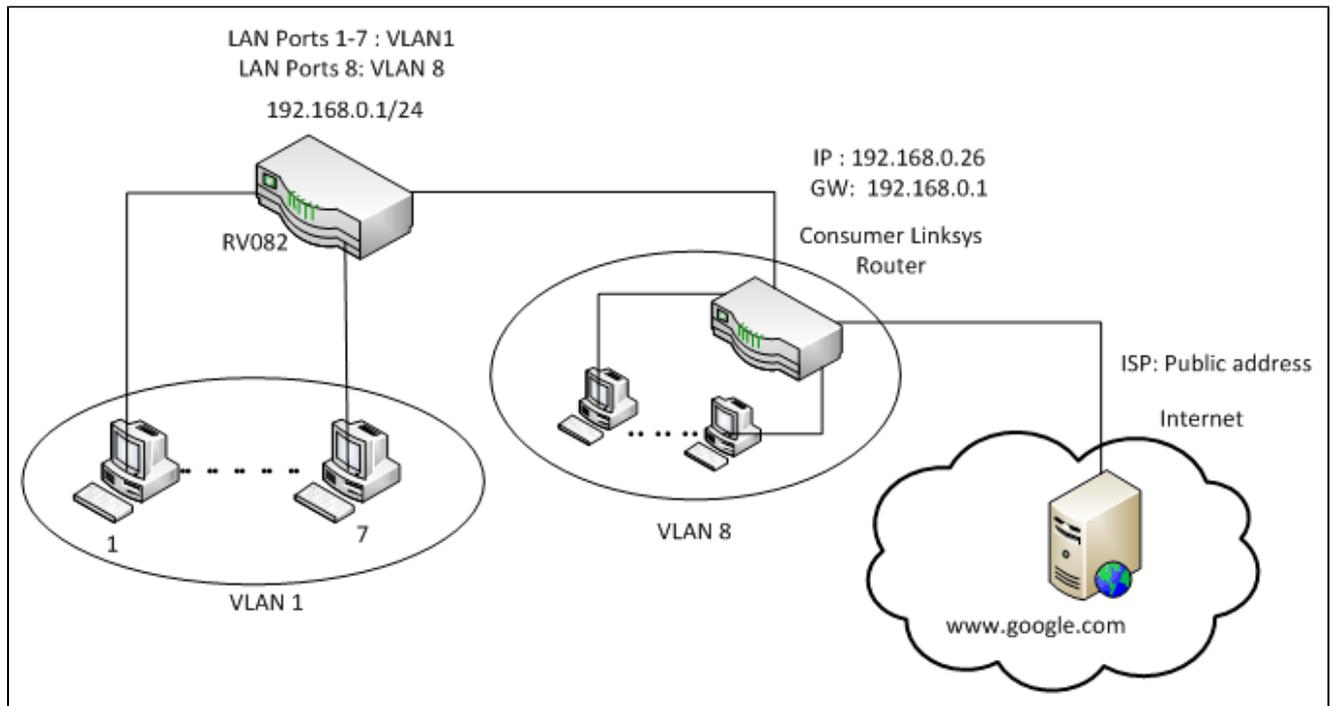 LAN Ports 1-7 : VLAN1
LAN Ports 8: VLAN 8
192.168.0.1/24
RV082
IP : 192.168.0.26
GW: 192.168.0.1
Consumer Linksys
Router
ISP: Public address
Internet
1
7
VLAN 1
VLAN 8
www.google.com